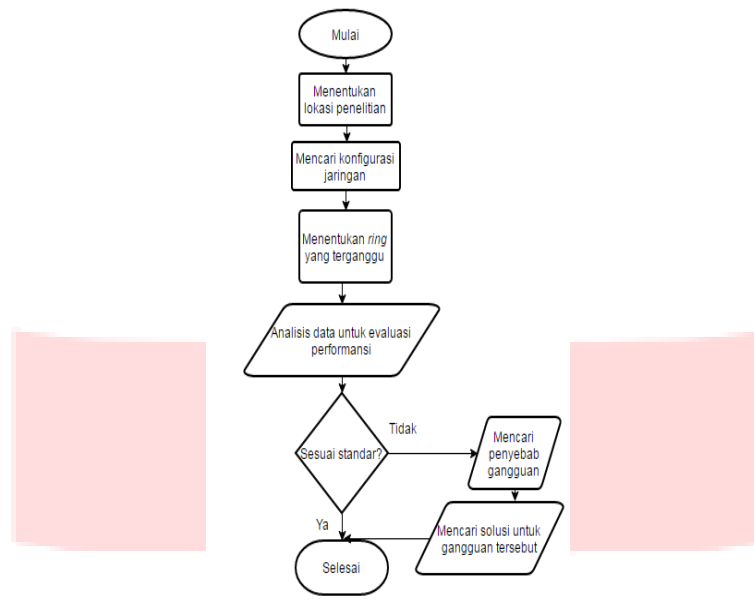 Mulai
Menentukan
lokasi penelitian
Mencari konfigurasi
jaringan
Menentukan ring
yang terganggu
Analisis data untuk evaluasi
performansi
Sesuai standar?
Tidak
Mencari
penyebab
gangguan
Ya
Mencari solusi untuk
gangguan tersebut
Selesai